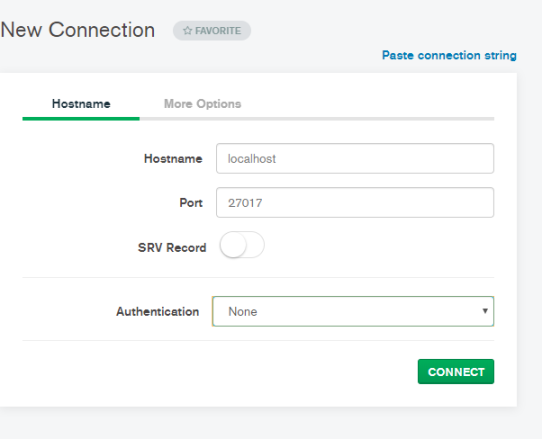 New Connection ☆ FAVORITE
Paste connection string
Hostname More Options
Hostname localhost
Port 27017
SRV Record
Authentication None
CONNECT